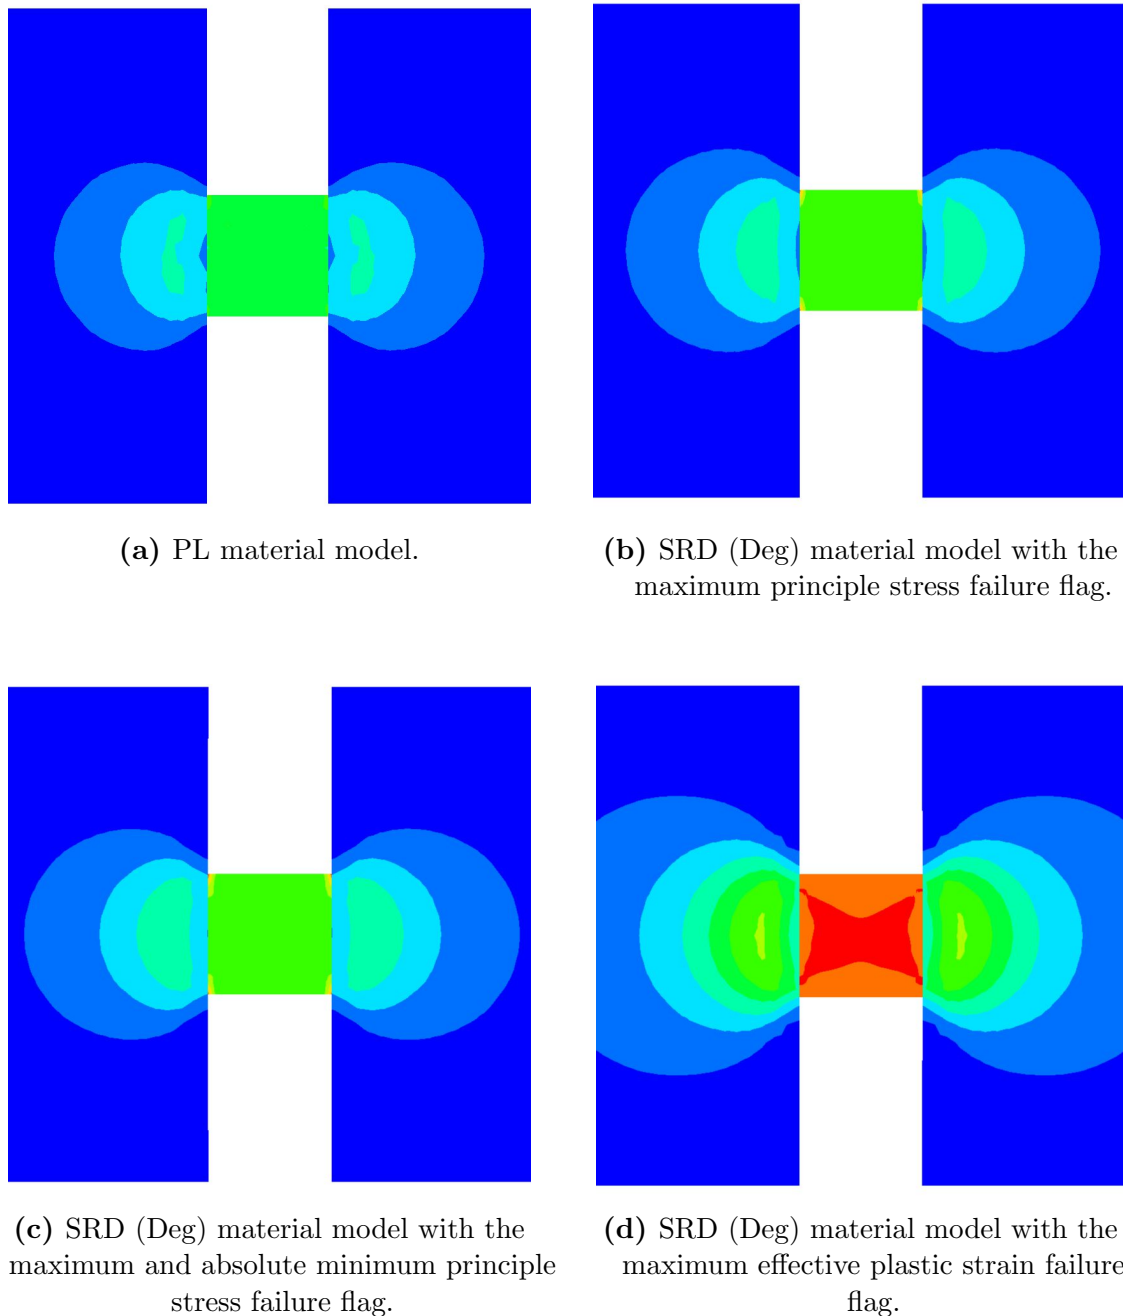 (a) PL material model.
(b) SRD (Deg) material model with the
maximum principle stress failure flag.
(c) SRD (Deg) material model with the
maximum and absolute minimum principle
stress failure flag.
(d) SRD (Deg) material model with the
maximum effective plastic strain failure
flag.